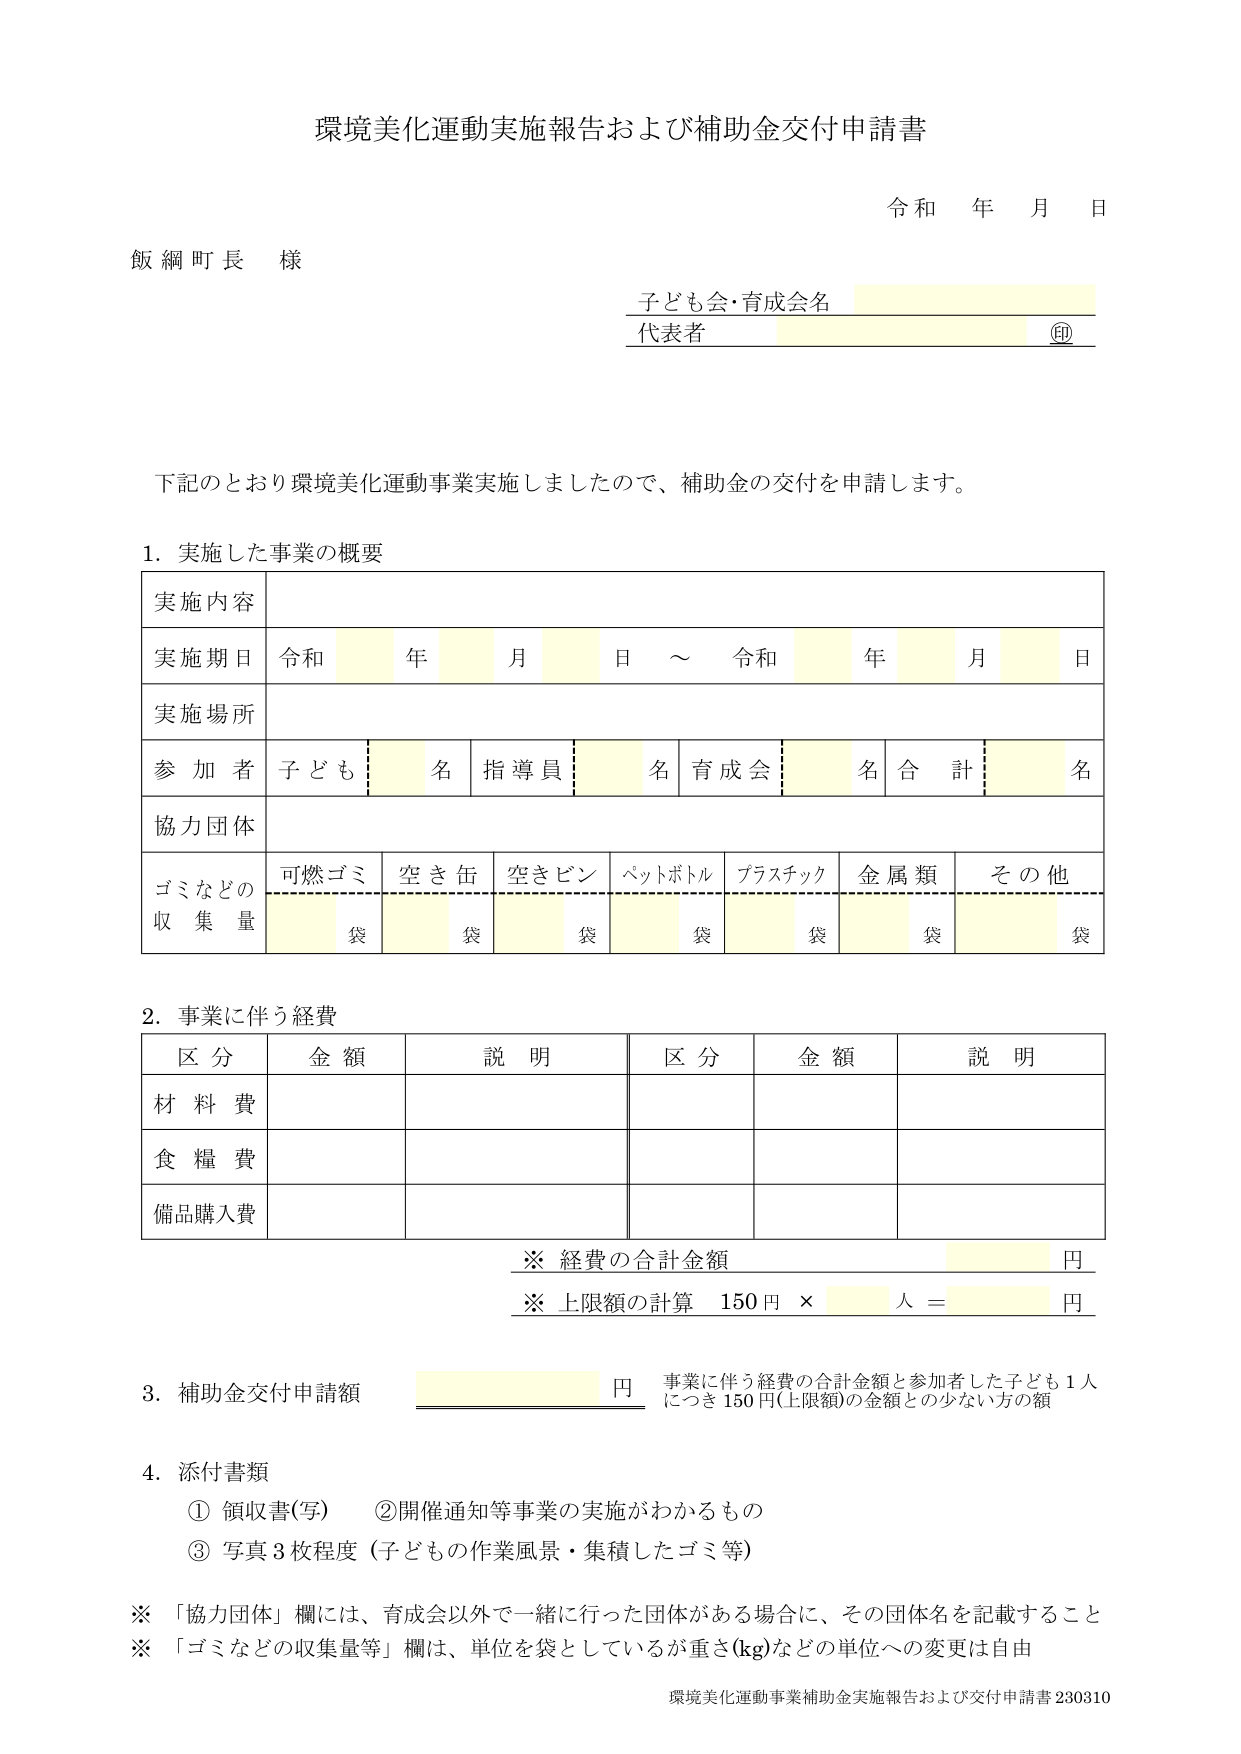 環境美化運動実施報告および補助金交付申請書
令和　年　月　日
飯綱町長　様
子ども会･育成会名
代表者　㊞
下記のとおり環境美化運動事業実施しましたので、補助金の交付を申請します。
1. 実施した事業の概要
実施内容
実施期日　令和　年　月　日　～　令和　年　月　日
実施場所
参加者　子ども　名　指導員　名　育成会　名　合計　名
協力団体
ゴミなどの収集量　可燃ゴミ　空き缶　空きビン　ペットボトル　プラスチック　金属類　その他
袋　袋　袋　袋　袋　袋　袋
2. 事業に伴う経費
区分　金額　説明　区分　金額　説明
材料費
食糧費
備品購入費
※ 経費の合計金額　円
※ 上限額の計算　150円 ×　人 ＝　円
3. 補助金交付申請額　円　事業に伴う経費の合計金額と参加者した子ども1人
につき150円(上限額)の金額との少ない方の額
4. 添付書類
① 領収書(写)　②開催通知等事業の実施がわかるもの
③ 写真3枚程度 (子どもの作業風景・集積したゴミ等)
※ 「協力団体」欄には、育成会以外で一緒に行った団体がある場合に、その団体名を記載すること
※ 「ゴミなどの収集量等」欄は、単位を袋としているが重さ(kg)などの単位への変更は自由
環境美化運動事業補助金実施報告および交付申請書230310